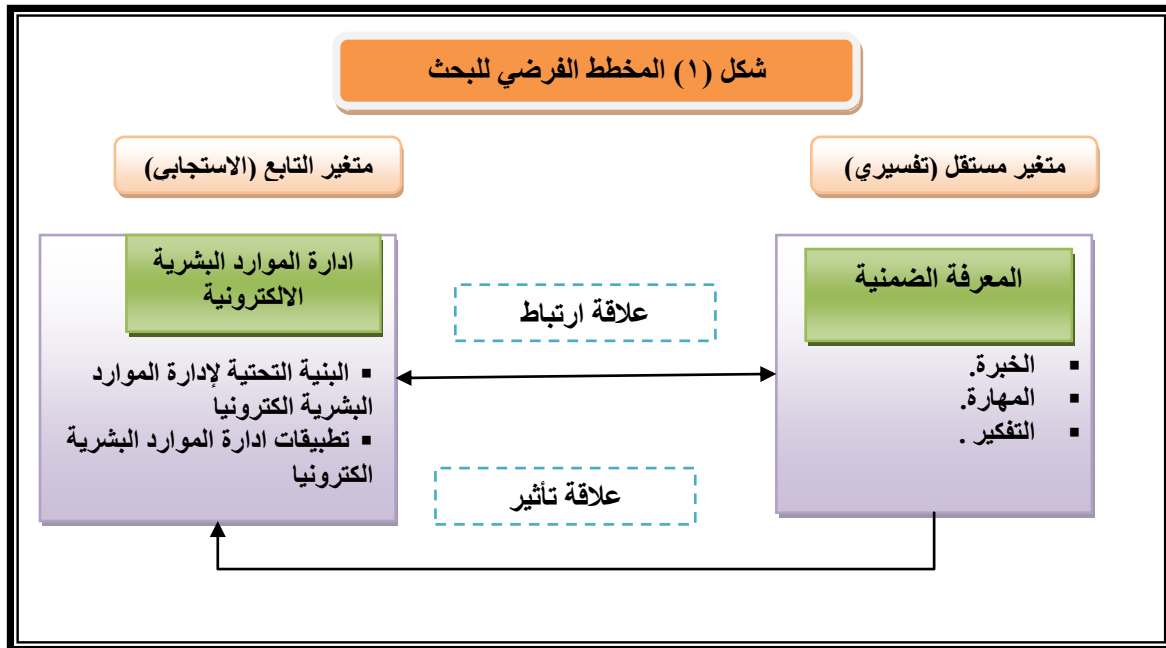 شكل (١) المخطط الفرضي للبحث
متغير مستقل (تفسيري)
متغير التابع (الاستجابي)
المعرفة الضمنية
▪ الخبرة.
▪ المهارة.
▪ التفكير .
علاقة ارتباط
علاقة تأثير
ادارة الموارد البشرية
الالكترونية
▪ البنية التحتية لإدارة الموارد
البشرية الكترونيا
▪ تطبيقات ادارة الموارد البشرية
الكترونيا